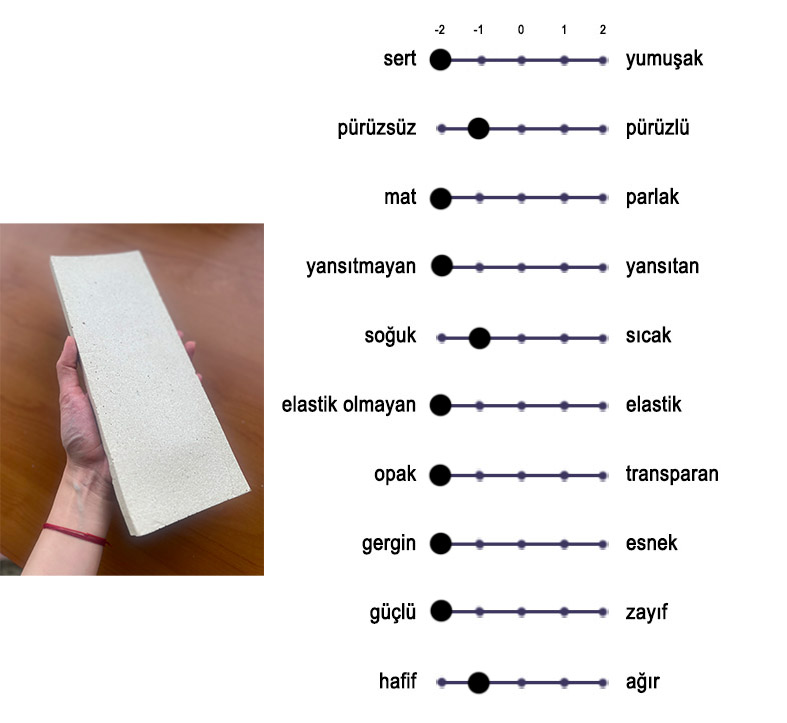 -2 -1 0 1 2
sert yumuşak
pürüzsüz pürüzlü
mat parlak
yansıtmayan yansıtan
soğuk sıcak
elastik olmayan elastik
opak transparan
gergin esnek
güçlü zayıf
hafif ağır